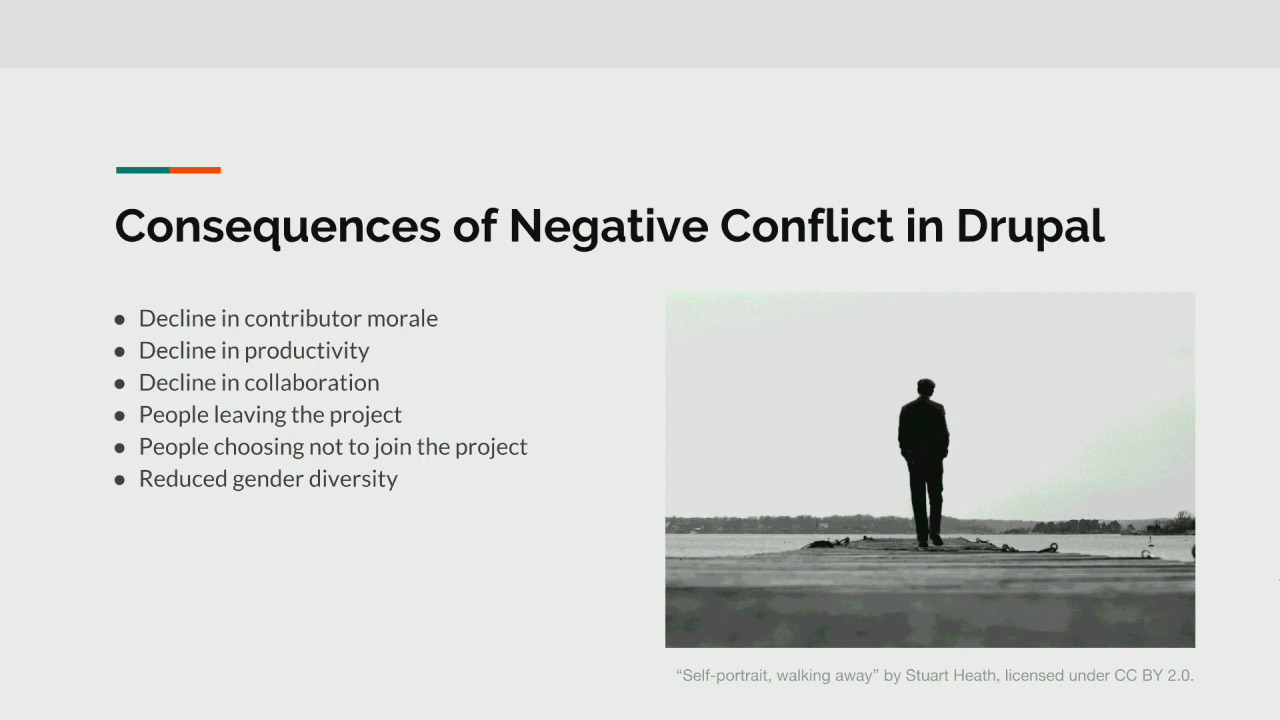 Consequences of Negative Conflict in Drupal
● Decline in contributor morale
● Decline in productivity
● Decline in collaboration
● People leaving the project
● People choosing not to join the project
● Reduced gender diversity
“Self-portrait, walking away” by Stuart Heath, licensed under CC BY 2.0.